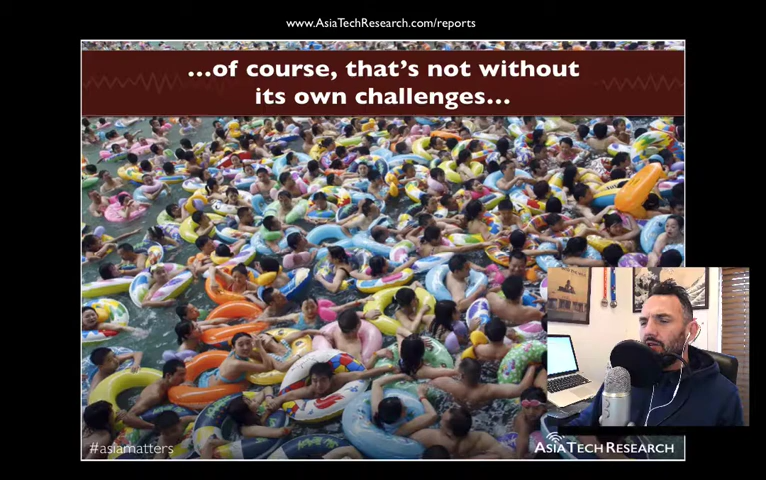 www.AsiaTechResearch.com/reports
...of course, that's not without
its own challenges...
#asiamatters
ASIATECHRESEARCH